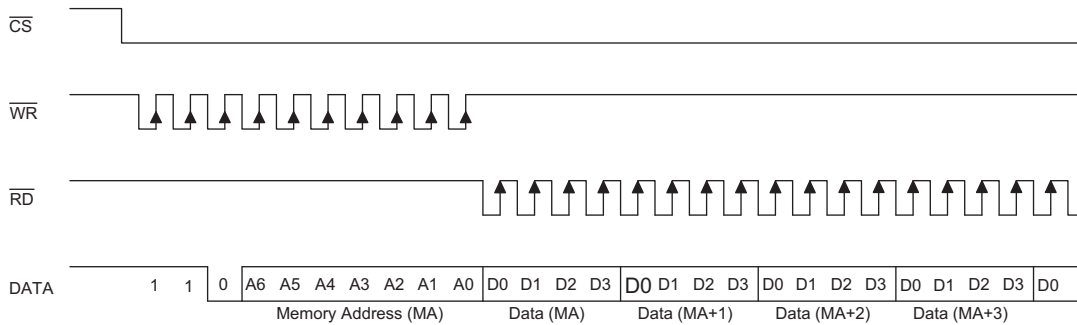 CS
WR
RD
DATA 1 1 0 A6 A5 A4 A3 A2 A1 A0 D0 D1 D2 D3 D0 D1 D2 D3 D0 D1 D2 D3 D0 D1 D2 D3 D0
Memory Address (MA) Data (MA) Data (MA+1) Data (MA+2) Data (MA+3)